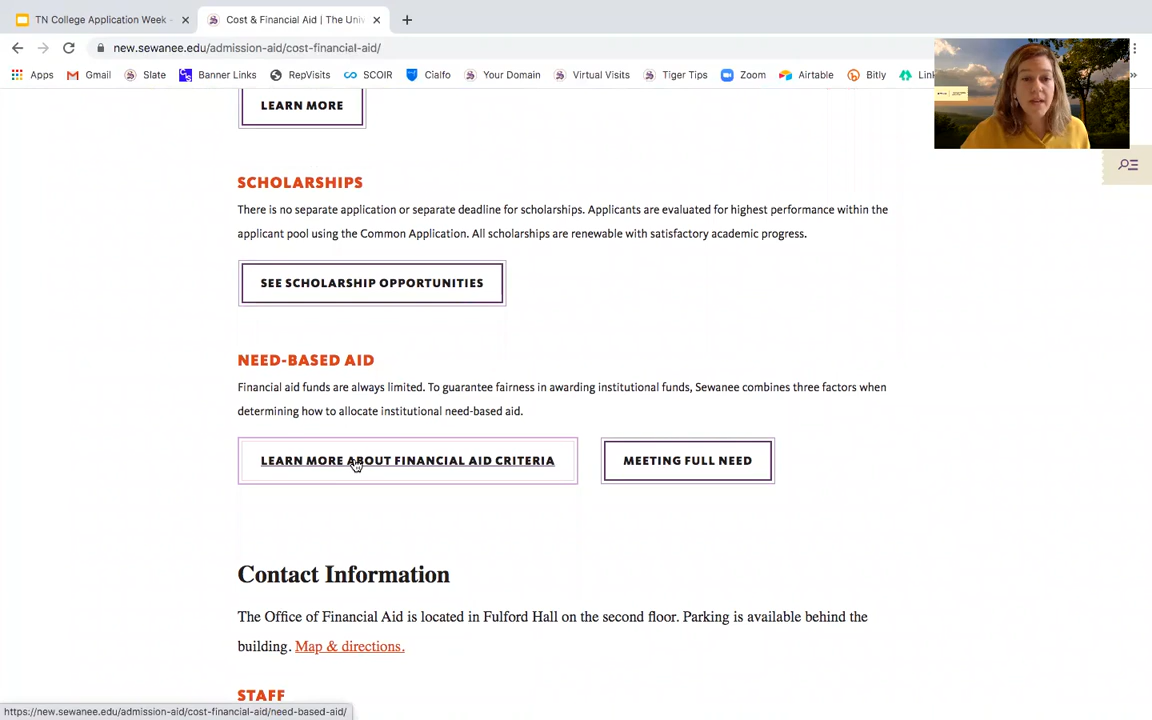 TN College Application Week -
Cost & Financial Aid | The Univ
new.sewanee.edu/admission-aid/cost-financial-aid/
Apps
Gmail
Slate
Banner Links
RepVisits
SCOIR
Cialfo
Your Domain
Virtual Visits
Tiger Tips
Zoom
Airtable
Bitly
Link
LEARN MORE
SCHOLARSHIPS
There is no separate application or separate deadline for scholarships. Applicants are evaluated for highest performance within the
applicant pool using the Common Application. All scholarships are renewable with satisfactory academic progress.
SEE SCHOLARSHIP OPPORTUNITIES
NEED-BASED AID
Financial aid funds are always limited. To guarantee fairness in awarding institutional funds, Sewanee combines three factors when
determining how to allocate institutional need-based aid.
LEARN MORE ABOUT FINANCIAL AID CRITERIA
MEETING FULL NEED
Contact Information
The Office of Financial Aid is located in Fulford Hall on the second floor. Parking is available behind the
building. Map & directions.
STAFF
https://new.sewanee.edu/admission-aid/cost-financial-aid/need-based-aid/